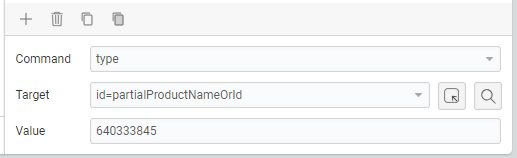 Command type
Target id=partialProductNameOrId
Value 640333845